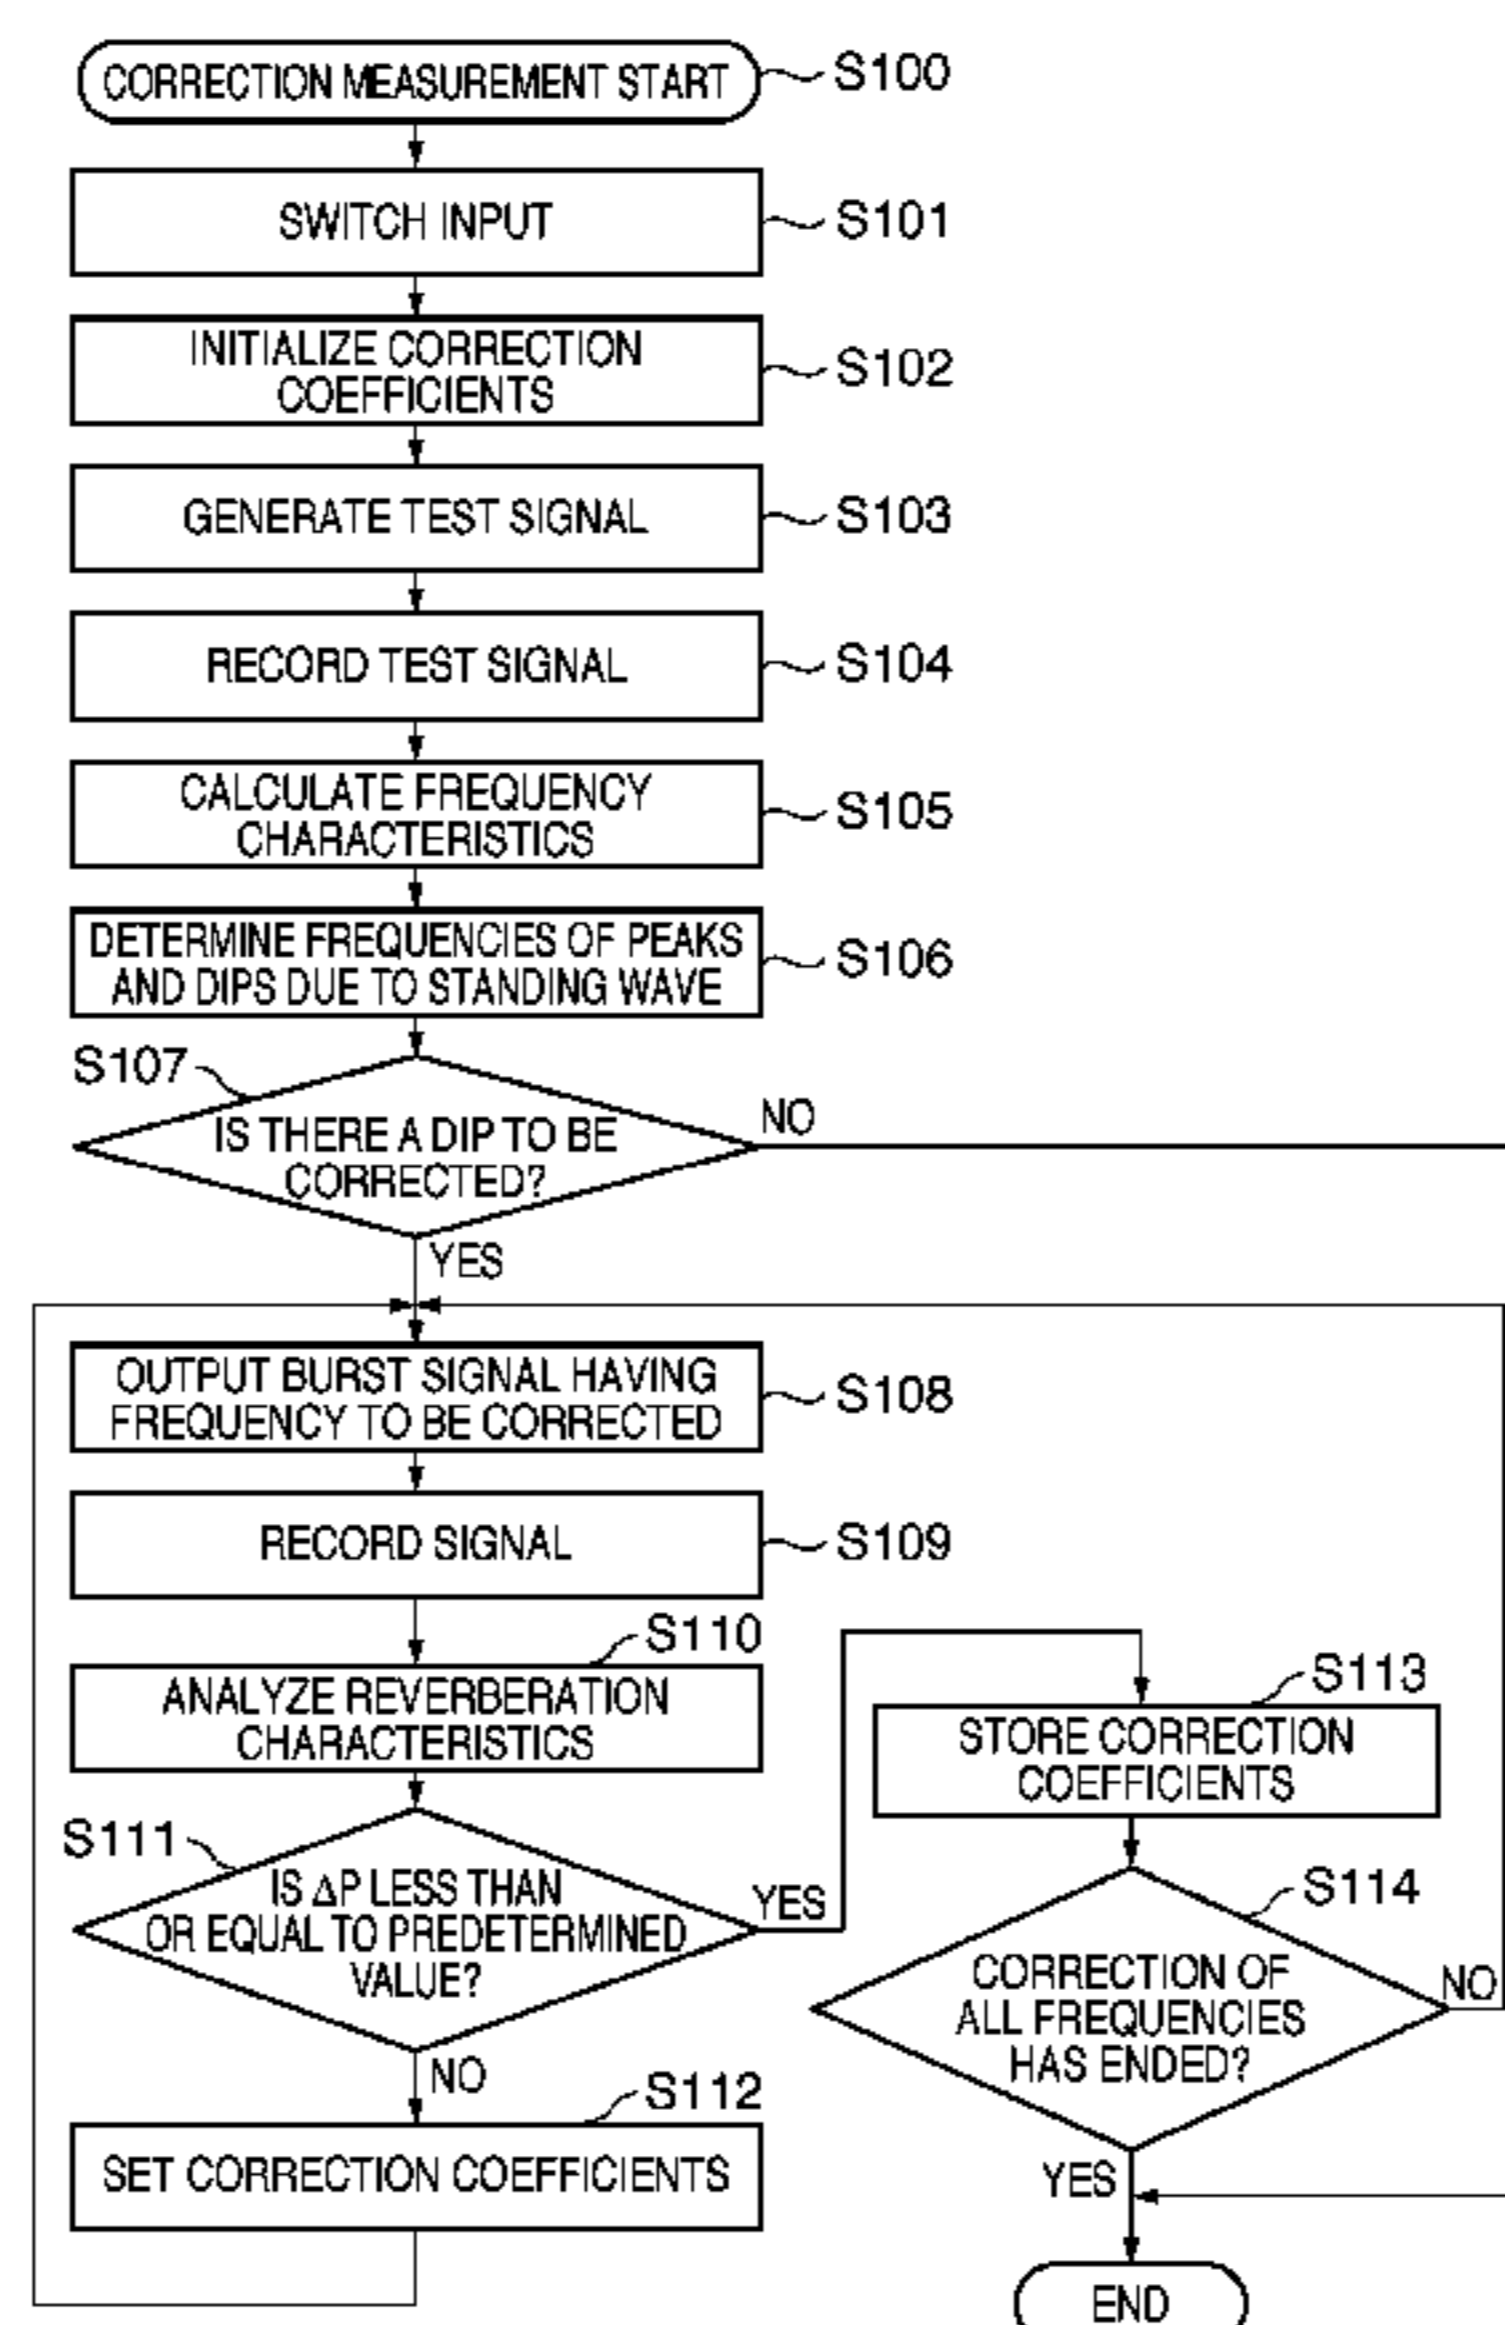 CORRECTION MEASUREMENT START
S100
SWITCH INPUT
S101
INITIALIZE CORRECTION
COEFFICIENTS
S102
GENERATE TEST SIGNAL
S103
RECORD TEST SIGNAL
S104
CALCULATE FREQUENCY
CHARACTERISTICS
S105
DETERMINE FREQUENCIES OF PEAKS
AND DIPS DUE TO STANDING WAVE
S106
S107
IS THERE A DIP TO BE
CORRECTED?
NO
YES
OUTPUT BURST SIGNAL HAVING
FREQUENCY TO BE CORRECTED
S108
RECORD SIGNAL
S109
S110
ANALYZE REVERBERATION
CHARACTERISTICS
S111
IS ΔP LESS THAN
OR EQUAL TO PREDETERMINED
VALUE?
YES
NO
S112
SET CORRECTION COEFFICIENTS
S113
STORE CORRECTION
COEFFICIENTS
S114
CORRECTION OF
ALL FREQUENCIES
HAS ENDED?
NO
YES
END